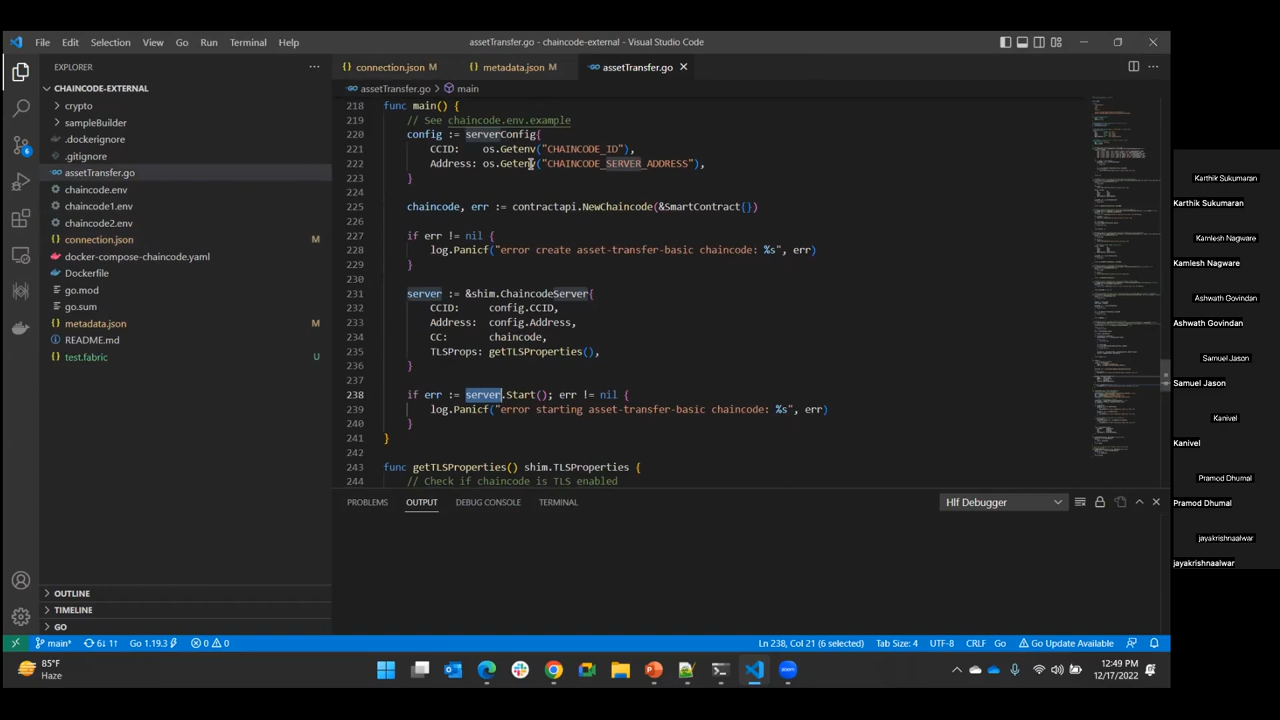 File Edit Selection View Go Run Terminal Help
assetTransfer.go - chaincode-external - Visual Studio Code
EXPLORER
CHAINCODE-EXTERNAL
crypto
sampleBuilder
.dockerignore
.gitignore
assetTransfer.go
chaincode.env
chaincode1.env
chaincode2.env
connection.json M
docker-compose-chaincode.yaml
Dockerfile
go.mod
go.sum
metadata.json M
README.md
test.fabric U
OUTLINE
TIMELINE
GO
connection.json M metadata.json M assetTransfer.go
assetTransfer.go > main
218 func main() {
219 // See chaincode.env.example
220 config := serverConfig{
221 CCID: os.Getenv("CHAINCODE_ID"),
222 Address: os.Getenv("CHAINCODE_SERVER_ADDRESS"),
223 }
224
225 chaincode, err := contractapi.NewChaincode(&SmartContract{})
226
227 if err != nil {
228 log.Panicf("error create asset-transfer-basic chaincode: %s", err)
229 }
230
231 server := &shim.ChaincodeServer{
232 CCID: config.CCID,
233 Address: config.Address,
234 CC: chaincode,
235 TLSProps: getTLSProperties(),
236 }
237
238 if err := server.Start(); err != nil {
239 log.Panicf("error starting asset-transfer-basic chaincode: %s", err)
240 }
241 }
242
243 func getTLSProperties() shim.TLSProperties {
244 // Check if chaincode is TLS enabled
PROBLEMS OUTPUT DEBUG CONSOLE TERMINAL
Hlf Debugger
main* 6↓ 1↑ Go 1.19.3 0 0
Ln 238, Col 21 (6 selected) Tab Size: 4 UTF-8 CRLF Go Go Update Available
85°F
Haze
12:49 PM
12/17/2022
Karthik Sukumaran
Karthik Sukumaran
Kamlesh Nagware
Kamlesh Nagware
Ashwath Govindan
Ashwath Govindan
Samuel Jason
Samuel Jason
Kanivel
Kanivel
Pramod Dhumal
Pramod Dhumal
jayakrishnaalwar
jayakrishnaalwar